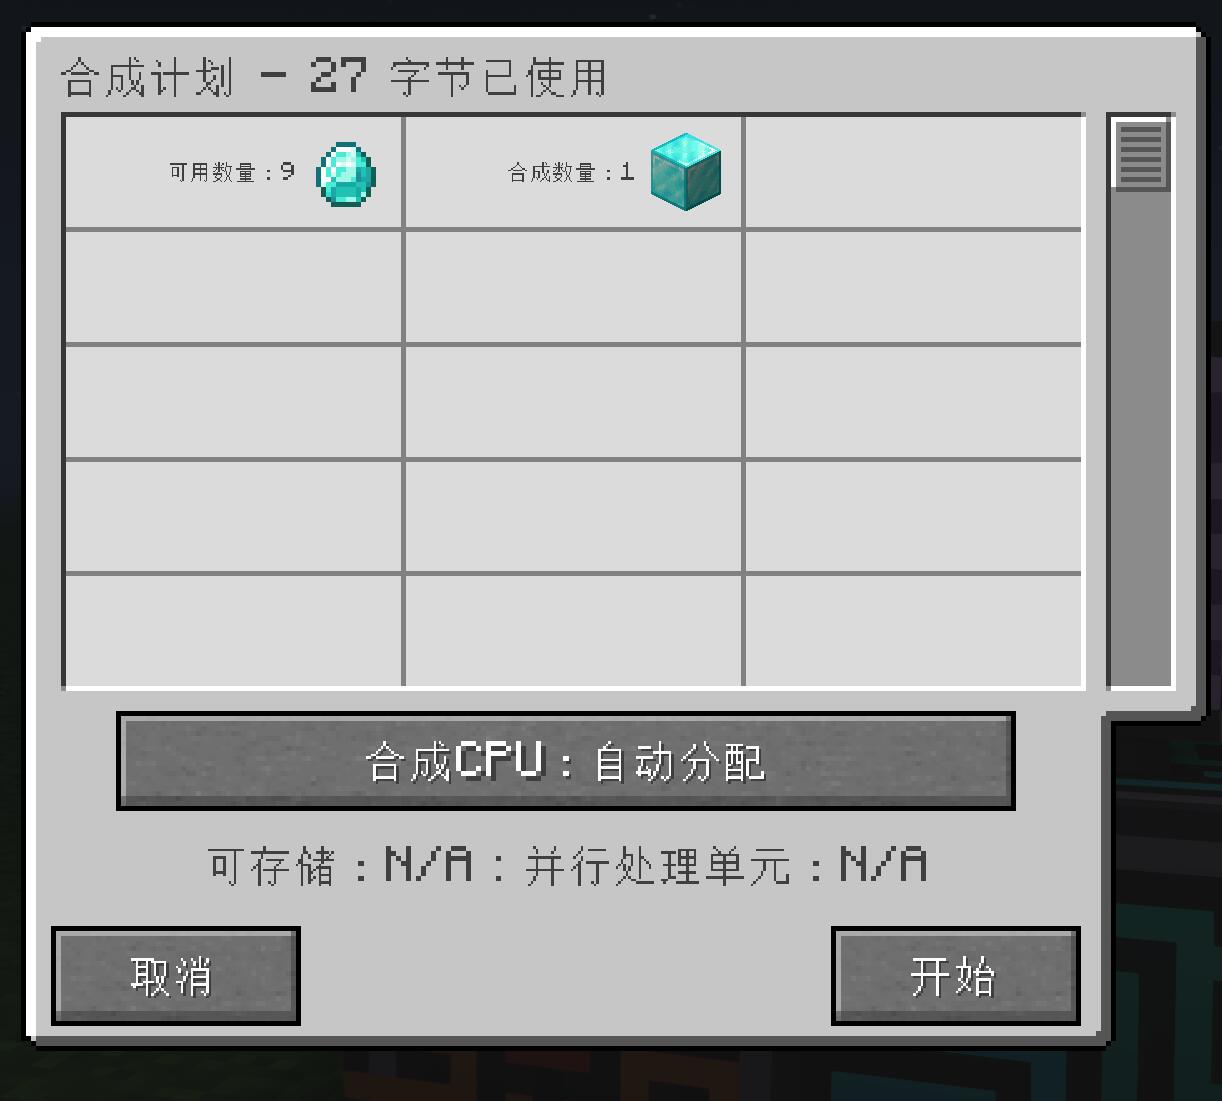 合成计划 - 27 字节已使用
可用数量：9 合成数量：1
合成CPU：自动分配
可存储：N/A：并行处理单元：N/A
取消 开始